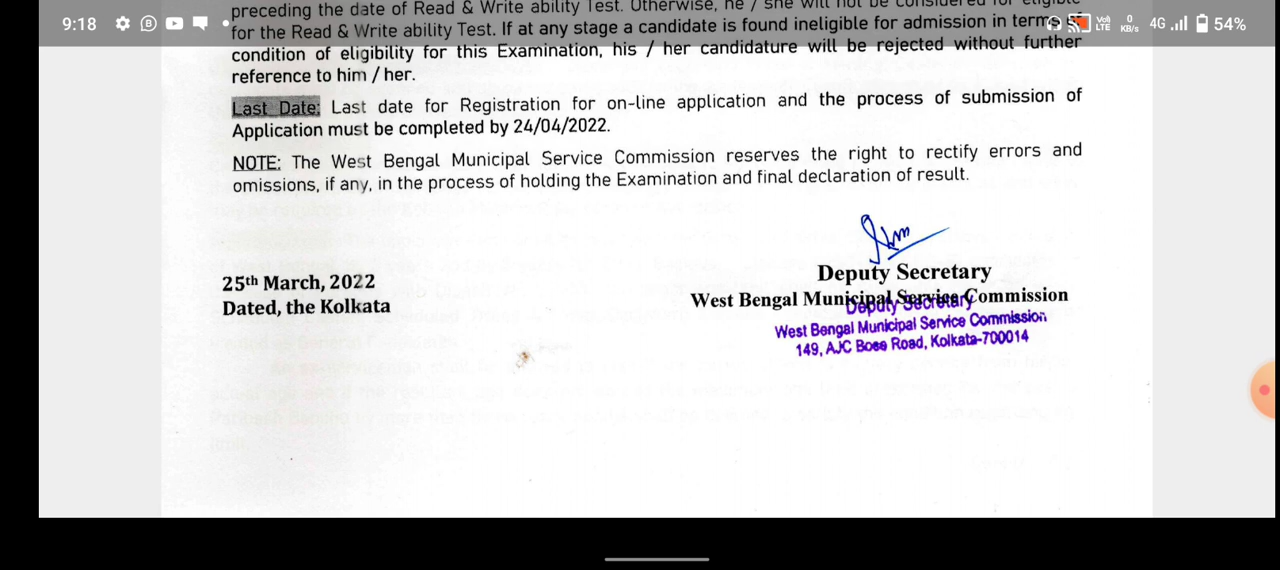 9:18
Voi) 0
LTE KB/s 4G 54%
preceding the date of Read & Write ability Test. Otherwise, he / she will not be considered for eligible
for the Read & Write ability Test. If at any stage a candidate is found ineligible for admission in terms of
condition of eligibility for this Examination, his / her candidature will be rejected without further
reference to him / her.
Last Date: Last date for Registration for on-line application and the process of submission of
Application must be completed by 24/04/2022.
NOTE: The West Bengal Municipal Service Commission reserves the right to rectify errors and
omissions, if any, in the process of holding the Examination and final declaration of result.
Deputy Secretary
West Bengal Municipal Service Commission
25th March, 2022
Dated, the Kolkata
Deputy Secretary
West Bengal Municipal Service Commission
149, AJC Bose Road, Kolkata-700014